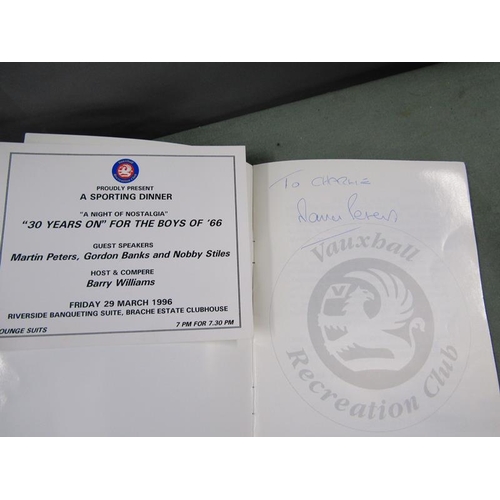 PROUDLY PRESENT
A SPORTING DINNER
"A NIGHT OF NOSTALGIA"
"30 YEARS ON" FOR THE BOYS OF '66
GUEST SPEAKERS
Martin Peters, Gordon Banks and Nobby Stiles
HOST & COMPERE
Barry Williams
FRIDAY 29 MARCH 1996
RIVERSIDE BANQUETING SUITE, BRACHE ESTATE CLUBHOUSE
OUNGE SUITS 7 PM FOR 7.30 PM
To CHARLIE
Peters
Vauxhall
Recreation Club